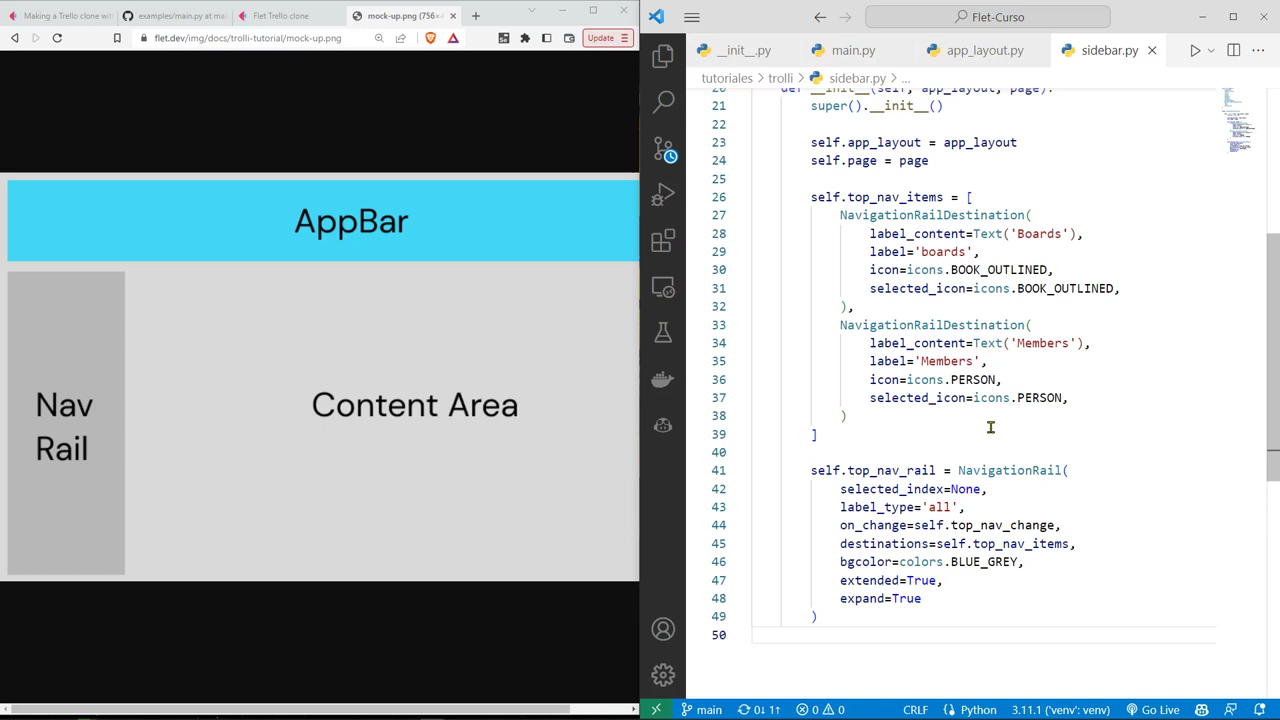 Making a Trello clone
examples/main.py at ma
Flet Trello clone
mock-up.png (756×4
flet.dev/img/docs/trolli-tutorial/mock-up.png
Update
AppBar
Nav
Rail
Content Area
Flet-Curso
__init__.py
main.py
app_layout.py
sidebar.py
tutoriales
trolli
sidebar.py
...
20 def __init__(self, app_layout, page):
21 super().__init__()
22
23 self.app_layout = app_layout
24 self.page = page
25
26 self.top_nav_items = [
27 NavigationRailDestination(
28 label_content=Text('Boards'),
29 label='boards',
30 icon=icons.BOOK_OUTLINED,
31 selected_icon=icons.BOOK_OUTLINED,
32 ),
33 NavigationRailDestination(
34 label_content=Text('Members'),
35 label='Members',
36 icon=icons.PERSON,
37 selected_icon=icons.PERSON,
38 )
39 ]
40
41 self.top_nav_rail = NavigationRail(
42 selected_index=None,
43 label_type='all',
44 on_change=self.top_nav_change,
45 destinations=self.top_nav_items,
46 bgcolor=colors.BLUE_GREY,
47 extended=True,
48 expand=True
49 )
50
main
0↓ 1↑
0
0
CRLF
Python
3.11.1 ('venv': venv)
Go Live